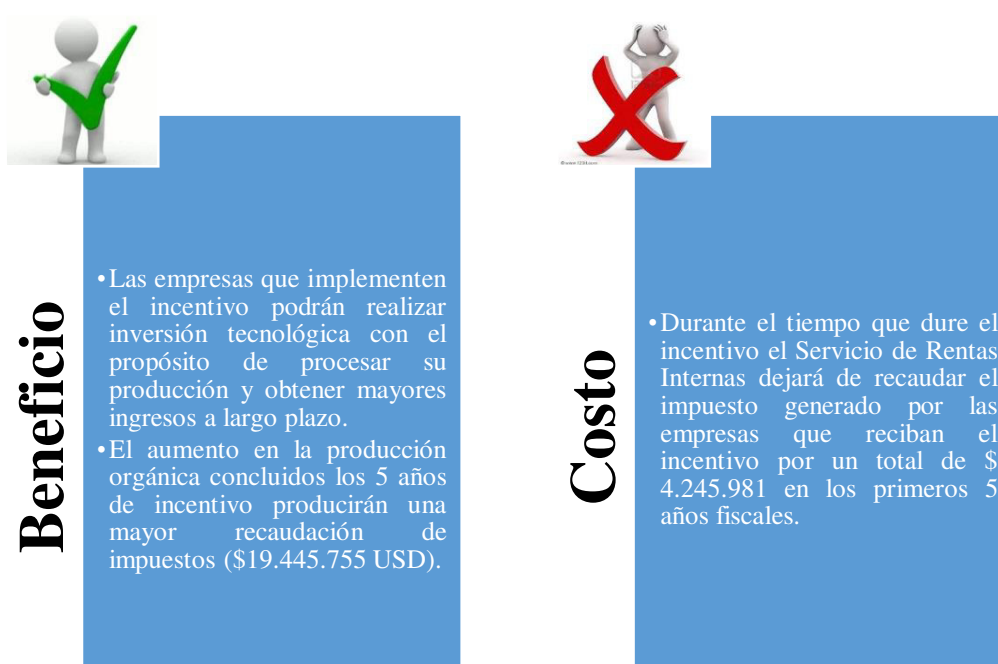 Beneficio
•Las empresas que implementen
el incentivo podrán realizar
inversión tecnológica con el
propósito de procesar su
producción y obtener mayores
ingresos a largo plazo.
•El aumento en la producción
orgánica concluidos los 5 años
de incentivo producirán una
mayor recaudación de
impuestos ($19.445.755 USD).
Costo
•Durante el tiempo que dure el
incentivo el Servicio de Rentas
Internas dejará de recaudar el
impuesto generado por las
empresas que reciban el
incentivo por un total de $
4.245.981 en los primeros 5
años fiscales.